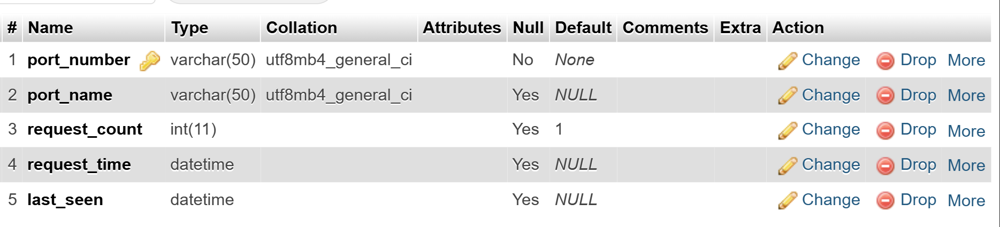 # Name Type Collation Attributes Null Default Comments Extra Action
1 port_number varchar(50) utf8mb4_general_ci No None Change Drop More
2 port_name varchar(50) utf8mb4_general_ci Yes NULL Change Drop More
3 request_count int(11) Yes 1 Change Drop More
4 request_time datetime Yes NULL Change Drop More
5 last_seen datetime Yes NULL Change Drop More